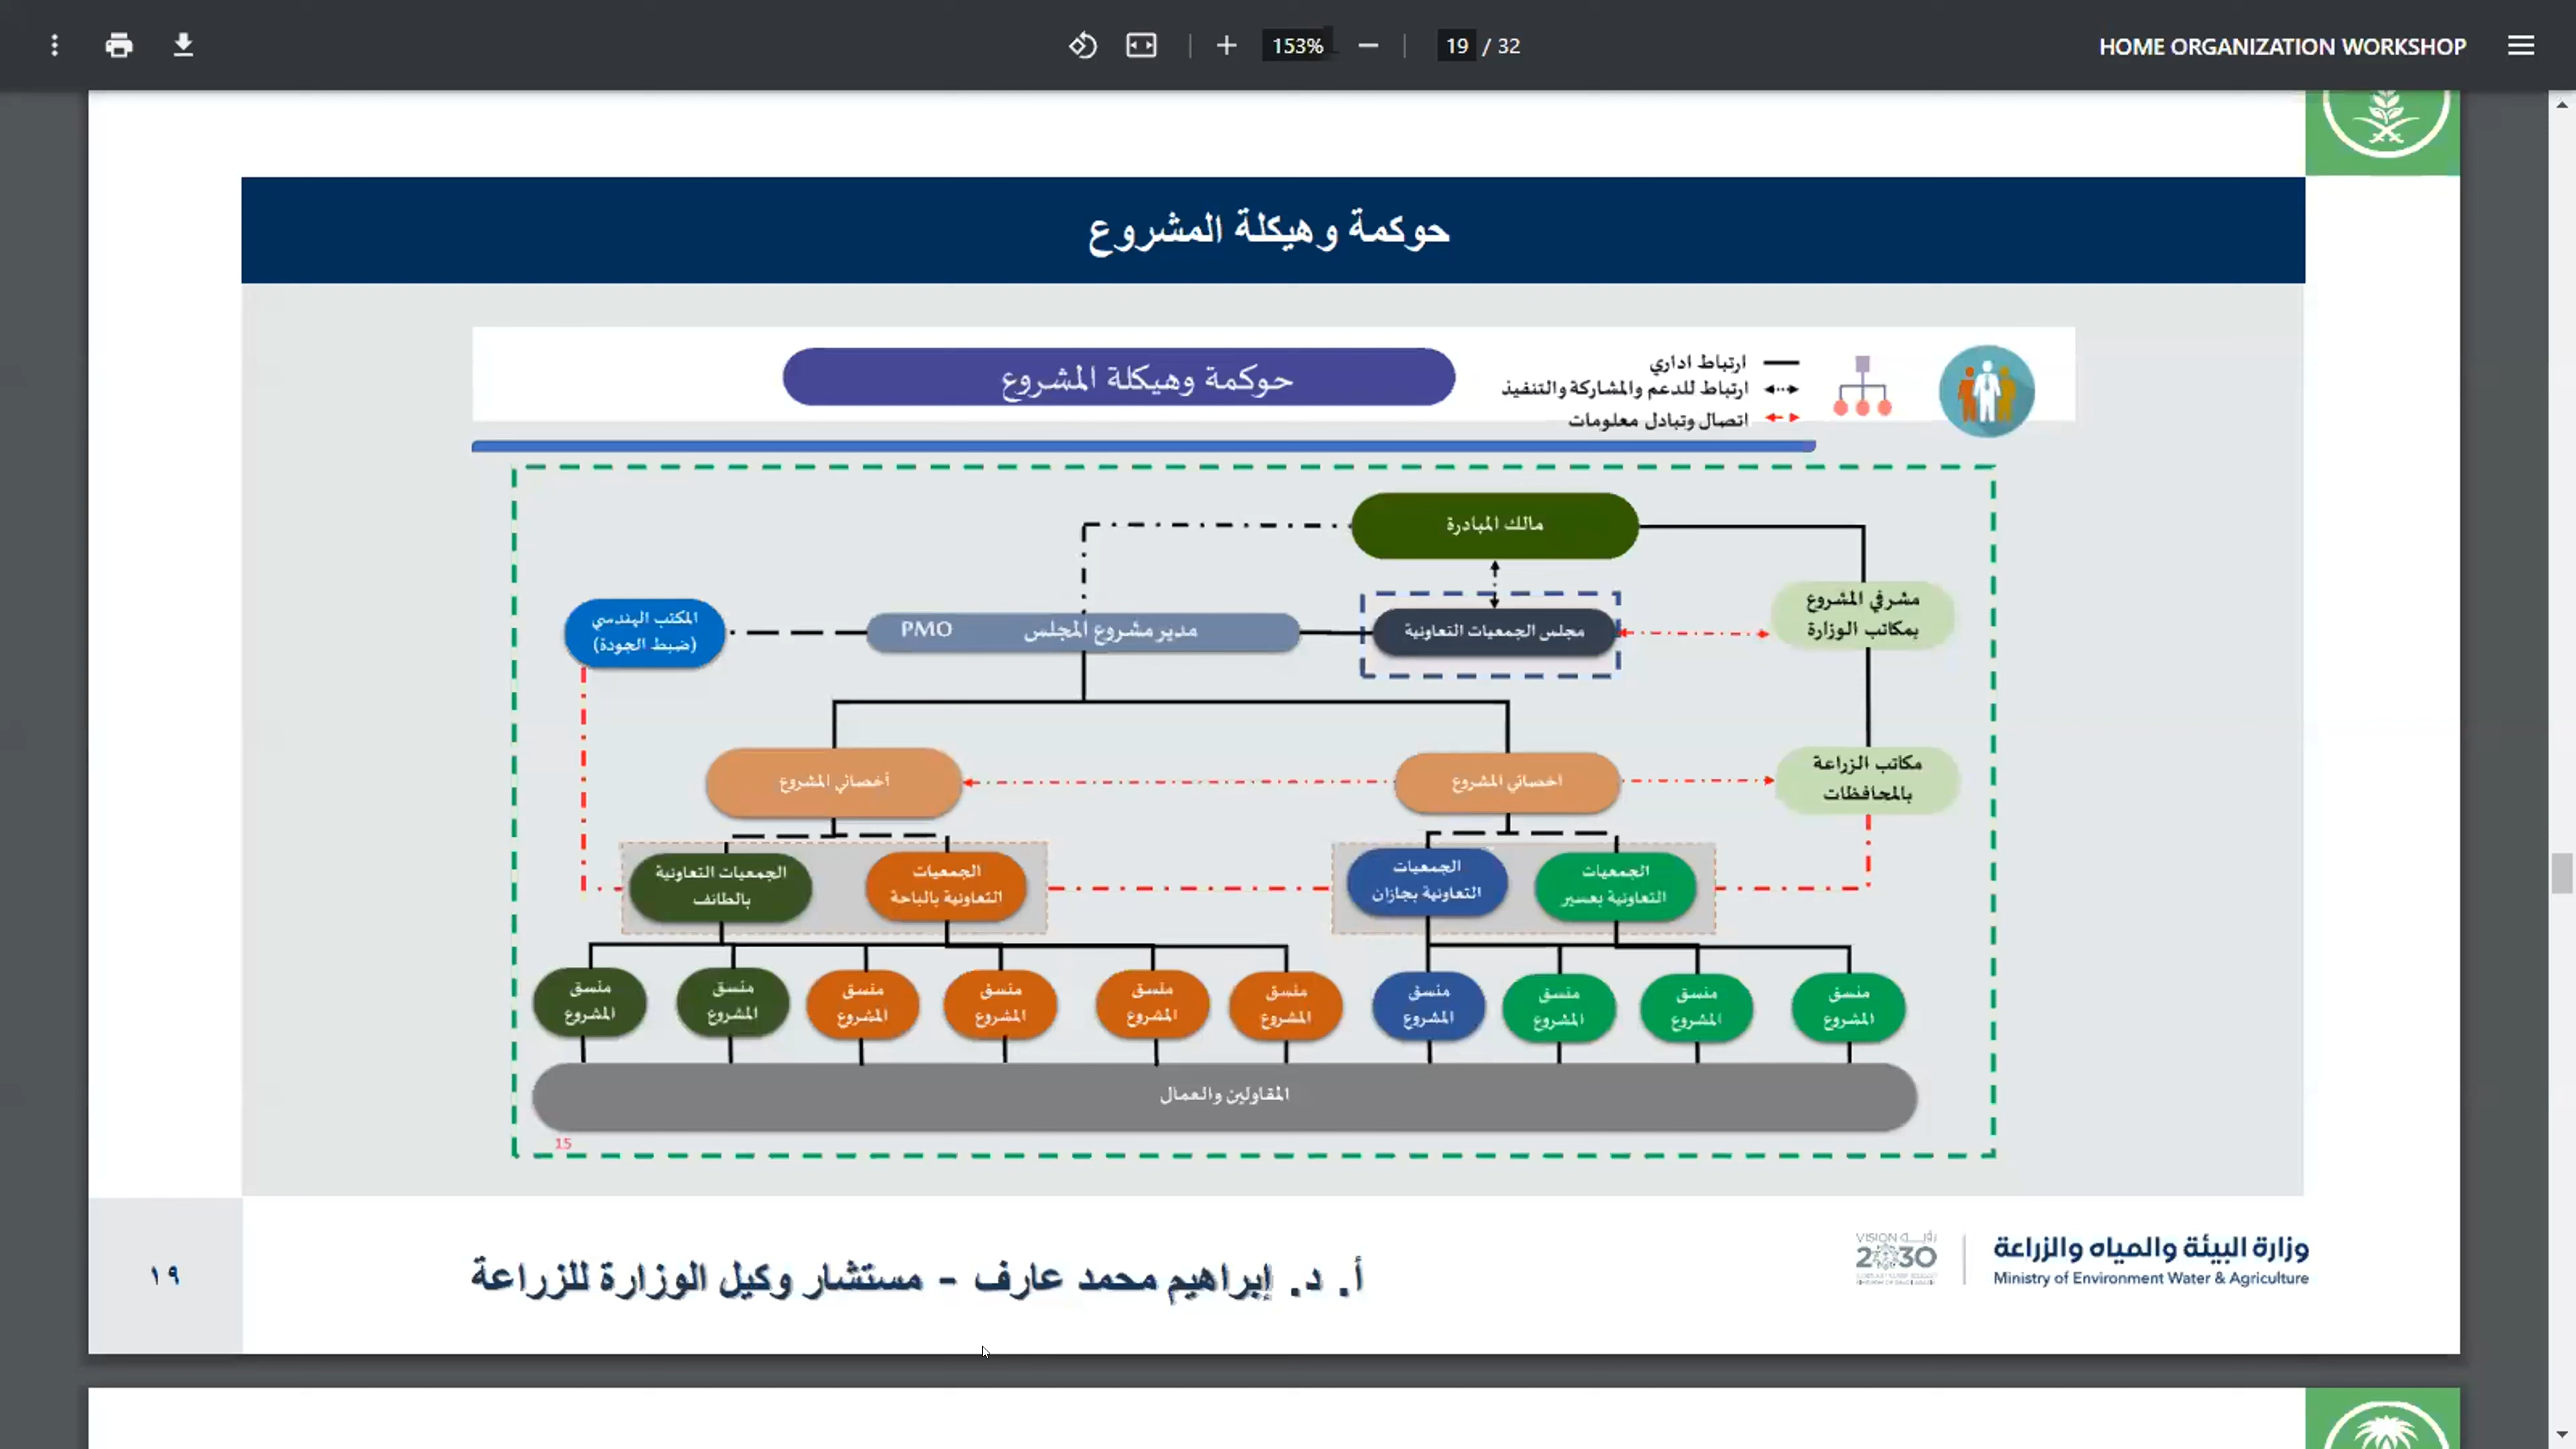 153%
19 / 32
HOME ORGANIZATION WORKSHOP
حوكمة وهيكلة المشروع
حوكمة وهيكلة المشروع
ارتباط اداري
ارتباط للدعم والمشاركة والتنفيذ
اتصال وتبادل معلومات
مالك المبادرة
مشرفي المشروع
بمكاتب الوزارة
مجلس الجمعيات التعاونية
مدير مشروع المجلس PMO
المكتب الهندسي
(ضبط الجودة)
مكاتب الزراعة
بالمحافظات
اخصائي المشروع
أخصائي المشروع
الجمعيات
التعاونية بعسير
الجمعيات
التعاونية بجازان
الجمعيات
التعاونية بالباحة
الجمعيات التعاونية
بالطائف
منسق
المشروع
منسق
المشروع
منسق
المشروع
منسق
المشروع
منسق
المشروع
منسق
المشروع
منسق
المشروع
منسق
المشروع
منسق
المشروع
منسق
المشروع
المقاولين والعمال
15
وزارة البيئة والمياه والزراعة
Ministry of Environment Water & Agriculture
VISION رؤية
2030
أ. د. إبراهيم محمد عارف - مستشار وكيل الوزارة للزراعة
١٩